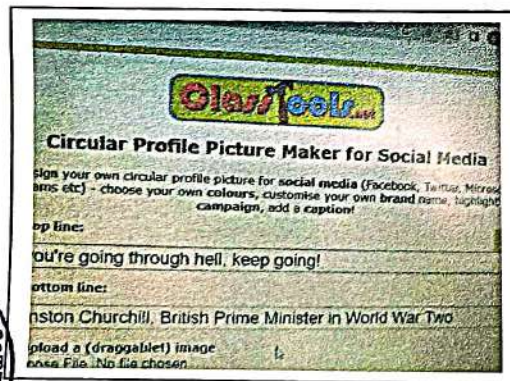 ClassTools.net
Circular Profile Picture Maker for Social Media
sign your own circular profile picture for social media (Facebook, Twitter, Microso
ams etc) - choose your own colours, customise your own brand name, highlight
campaign, add a caption!
op line:
ou're going through hell, keep going!
ottom line:
nston Churchill, British Prime Minister in World War Two
pload a (draggable!) image
oose File No file chosen